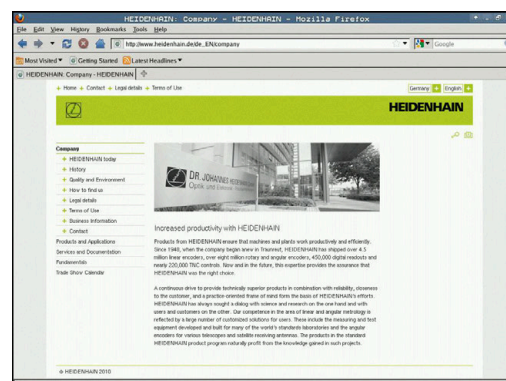 HEIDENHAIN: Company - HEIDENHAIN - Mozilla Firefox
File Edit View History Bookmarks Tools Help
http://www.heidenhain.de/de_EN/company
Google
Most Visited Getting Started Latest Headlines
HEIDENHAIN: Company - HEIDENHAIN
Home + Contact + Legal details + Terms of Use
Germany + English +
HEIDENHAIN
Company
+ HEIDENHAIN today
+ History
+ Quality and Environment
+ How to find us
+ Legal details
+ Terms of Use
+ Business Information
+ Contact
Products and Applications
Services and Documentation
Fundamentals
Trade Show Calendar
DR. JOHANNES HEIDENHAIN
Optik und
Increased productivity with HEIDENHAIN
Products from HEIDENHAIN ensure that machines and plants work productively and efficiently.
Since 1948, when the company began anew in Traunreut, HEIDENHAIN has shipped over 4.5
million linear encoders, over eight million rotary and angular encoders, 450,000 digital readouts and
nearly 220,000 TNC controls. Now and in the future, this expertise provides the assurance that
HEIDENHAIN was the right choice.
A continuous drive to provide technically superior products in combination with reliability, closeness
to the customer, and a practice-oriented frame of mind form the basis of HEIDENHAIN's efforts.
HEIDENHAIN has always sought a dialog with science and research on the one hand and with
users and customers on the other. Our competence in the area of linear and angular metrology is
reflected by a large number of customized solutions for users. These include the measuring and test
equipment developed and built for many of the world's standards laboratories and the angular
encoders for various telescopes and satellite receiving antennas. The products in the standard
HEIDENHAIN product program naturally profit from the knowledge gained in such projects.
© HEIDENHAIN 2010